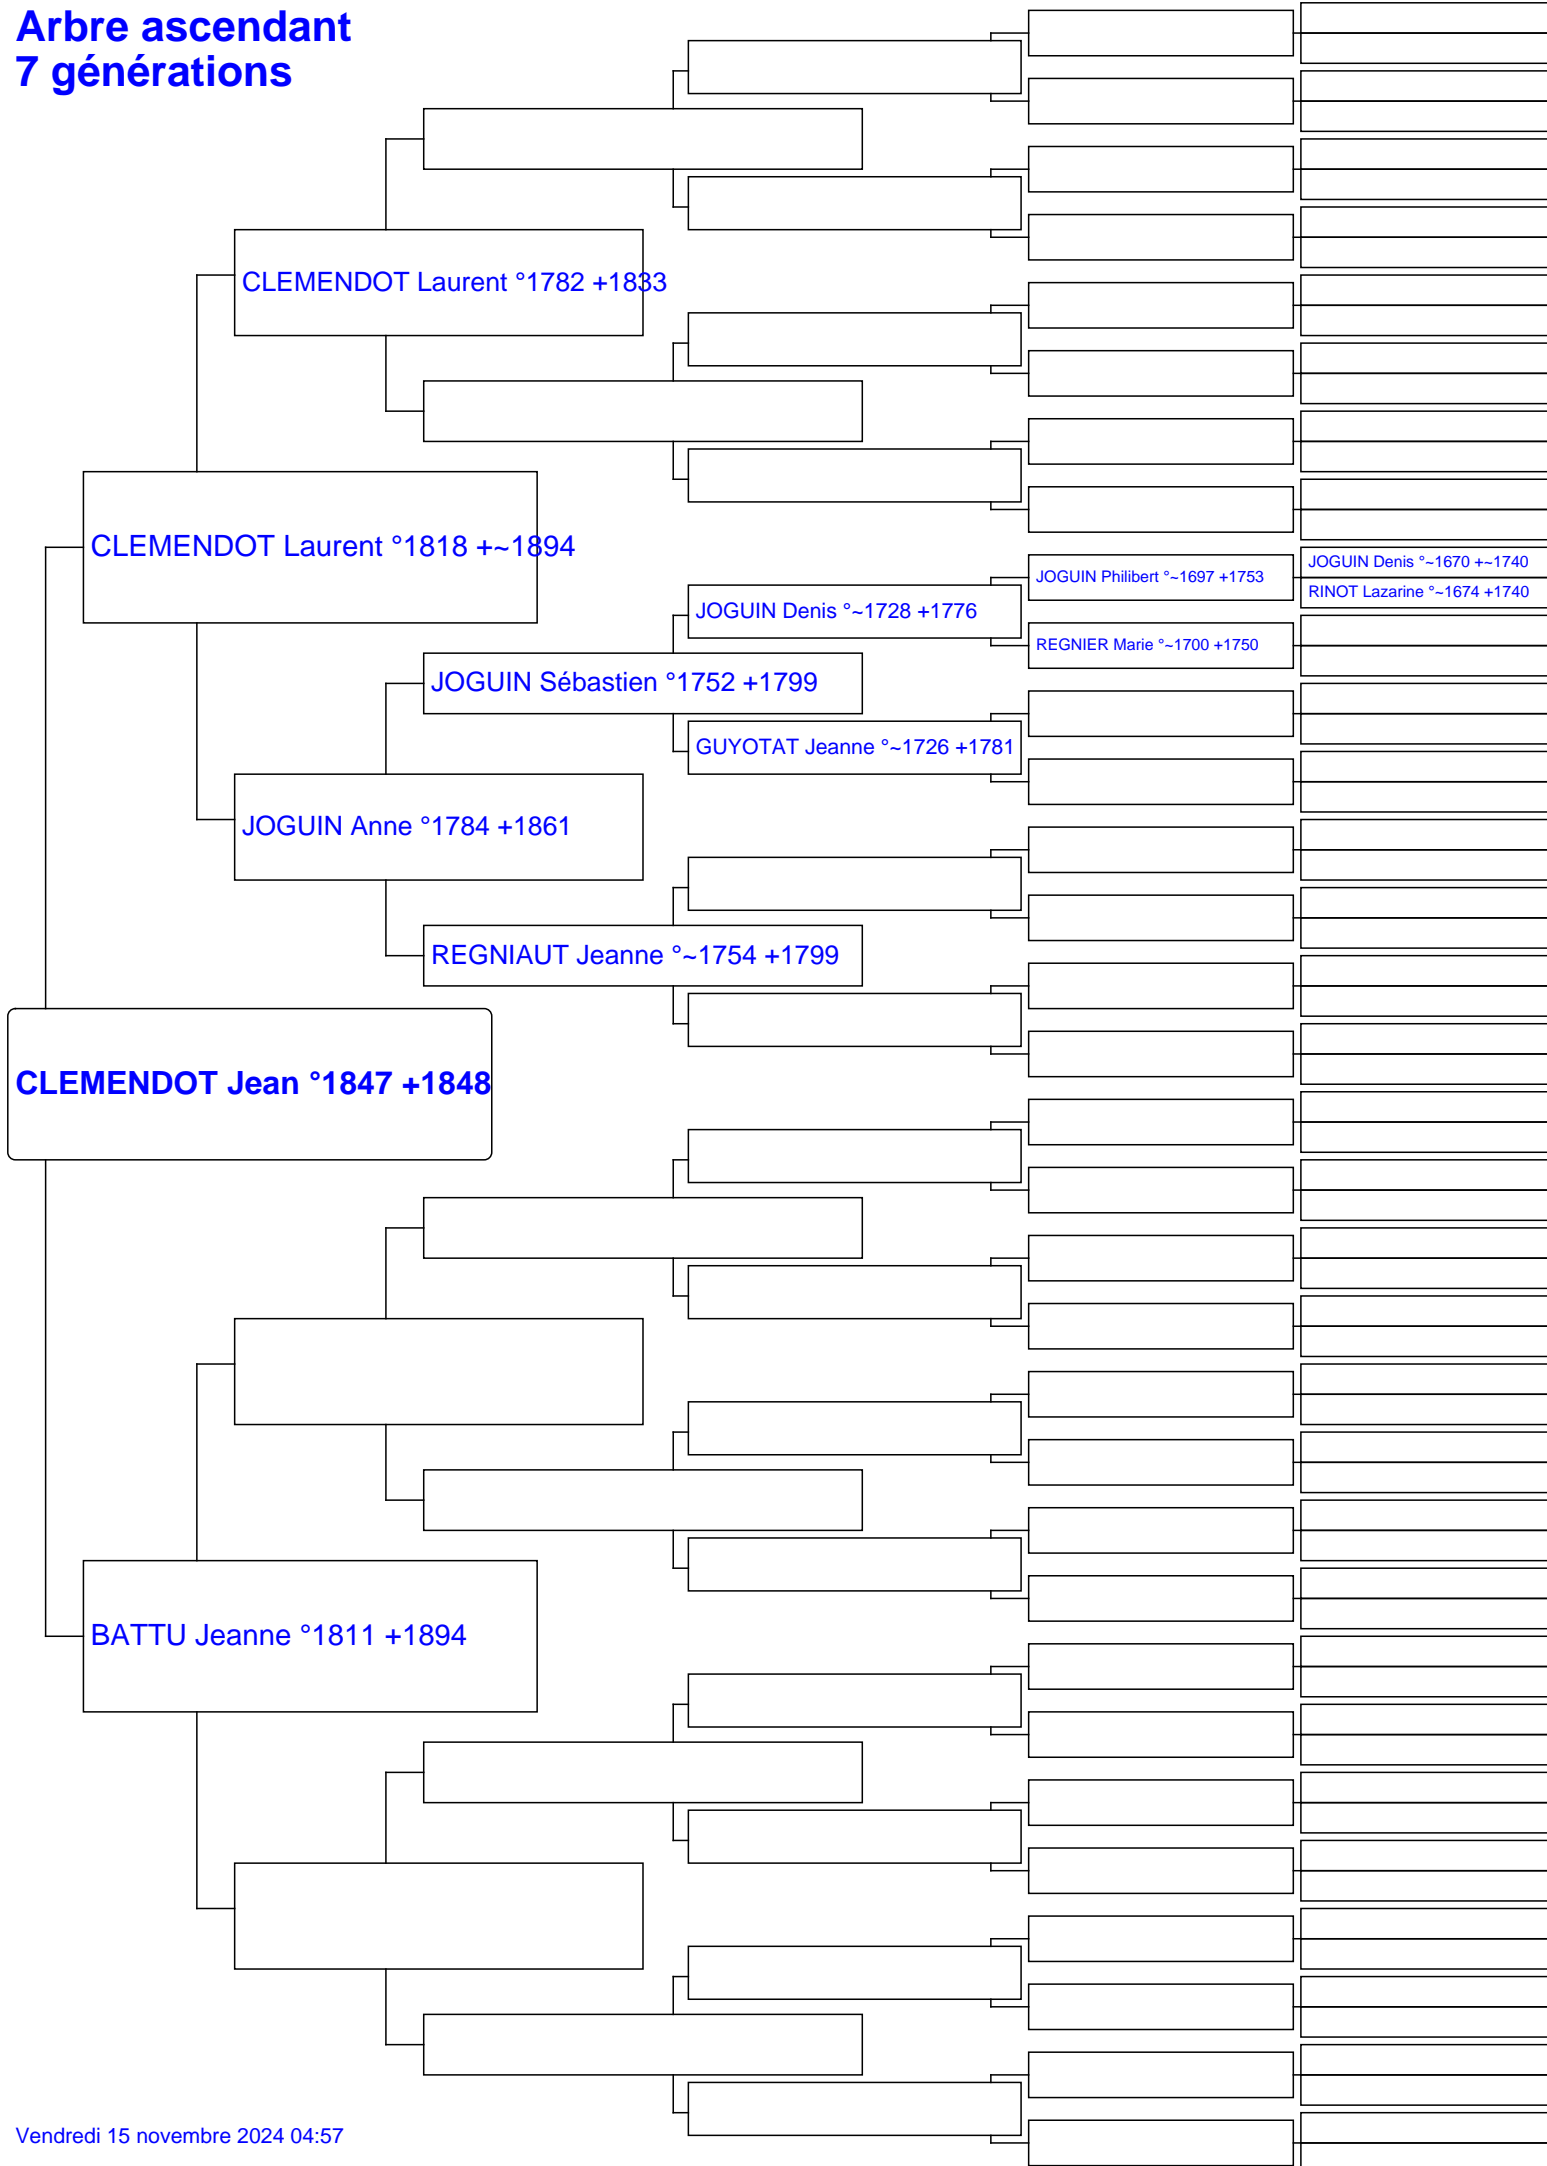 Arbre ascendant
7 générations
CLEMENDOT Laurent °1782 +1833
CLEMENDOT Laurent °1818 +~1894
JOGUIN Denis °~1670 +~1740
JOGUIN Philibert °~1697 +1753
RINOT Lazarine °~1674 +1740
JOGUIN Denis °~1728 +1776
REGNIER Marie °~1700 +1750
JOGUIN Sébastien °1752 +1799
GUYOTAT Jeanne °~1726 +1781
JOGUIN Anne °1784 +1861
REGNIAUT Jeanne °~1754 +1799
CLEMENDOT Jean °1847 +1848
BATTU Jeanne °1811 +1894
Vendredi 15 novembre 2024 04:57